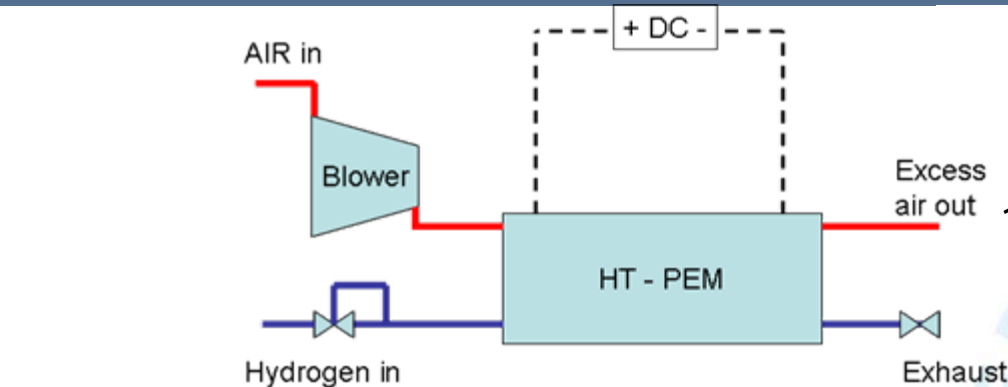 + DC -
AIR in
Blower
Excess
air out
HT - PEM
Hydrogen in
Exhaust